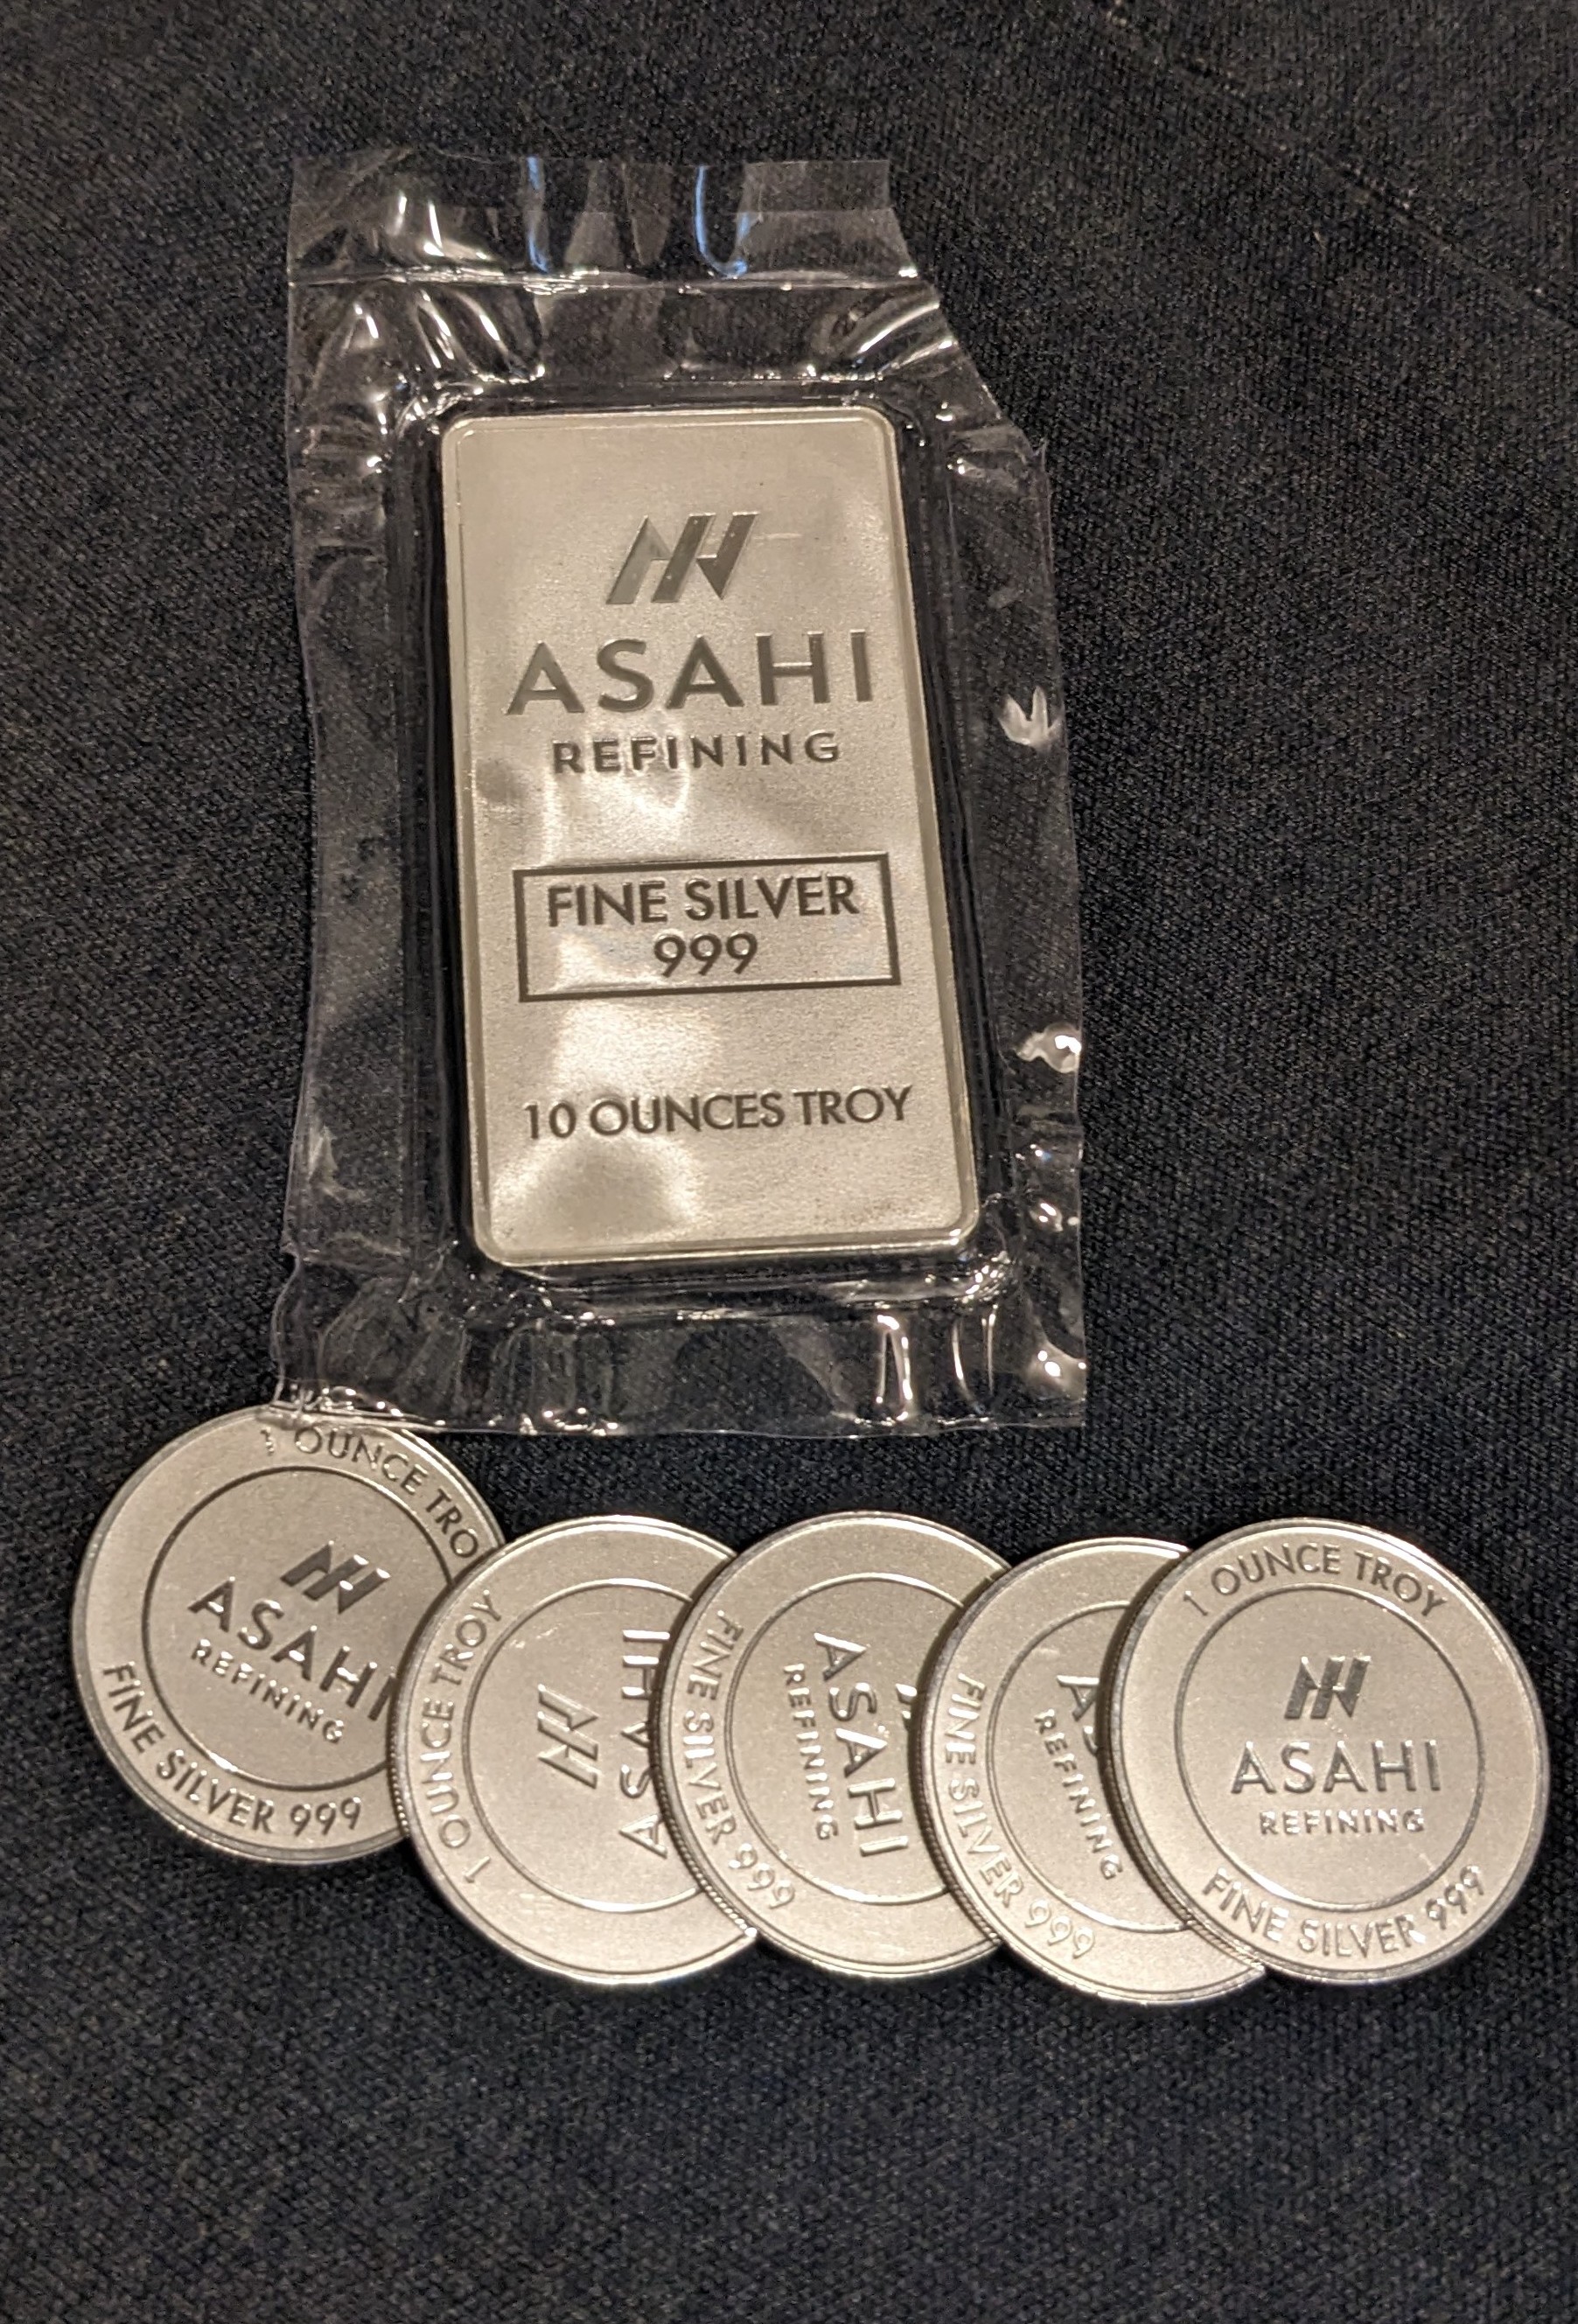 ASAHI
REFINING
FINE SILVER
999
10 OUNCES TROY
1 OUNCE TRO
ASAHI
REFINING
FINE SILVER 999
1 OUNCE TROY
ASAHI
FINE SILVER 999
ASAHI
REFINING
FINE SILVER 999
A
REFINING
1 OUNCE TROY
ASAHI
REFINING
FINE SILVER 999